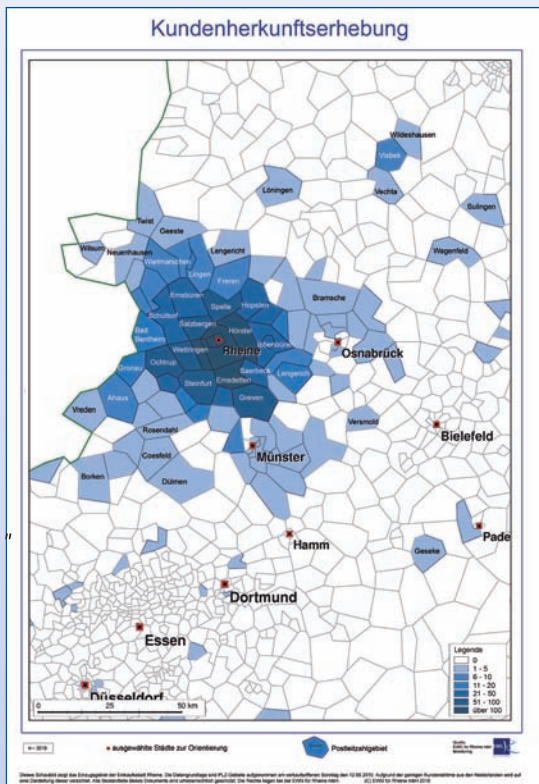 Kundenherkunftserhebung
Wildeshausen
Visbek
Löningen
Vechta
Sulingen
Twist
Geeste
Wilsum
Neuenhausen
Lengerich
Wagenfeld
Wietmarschen
Lingen
Freren
Emsbüren
Spelle
Hopsten
Bramsche
Schüttorf
Salzbergen
Hörstel
Bad
Bentheim
Rheine
Ibbenbüren
Osnabrück
Wettringen
Ochtrup
Gronau
Saerbeck
Lengerich
Steinfurt
Emsdetten
Ahaus
Greven
Vreden
Rosendahl
Versmold
Bielefeld
Coesfeld
Münster
Borken
Dülmen
"
Hamm
Geseke
Pade
Dortmund
Essen
Düsseldorf
Legende
0
1 - 5
6 - 10
11 - 20
21 - 50
51 - 100
über 100
0 25 50 km
ausgewählte Städte zur Orientierung
Postleitzahlgebiet